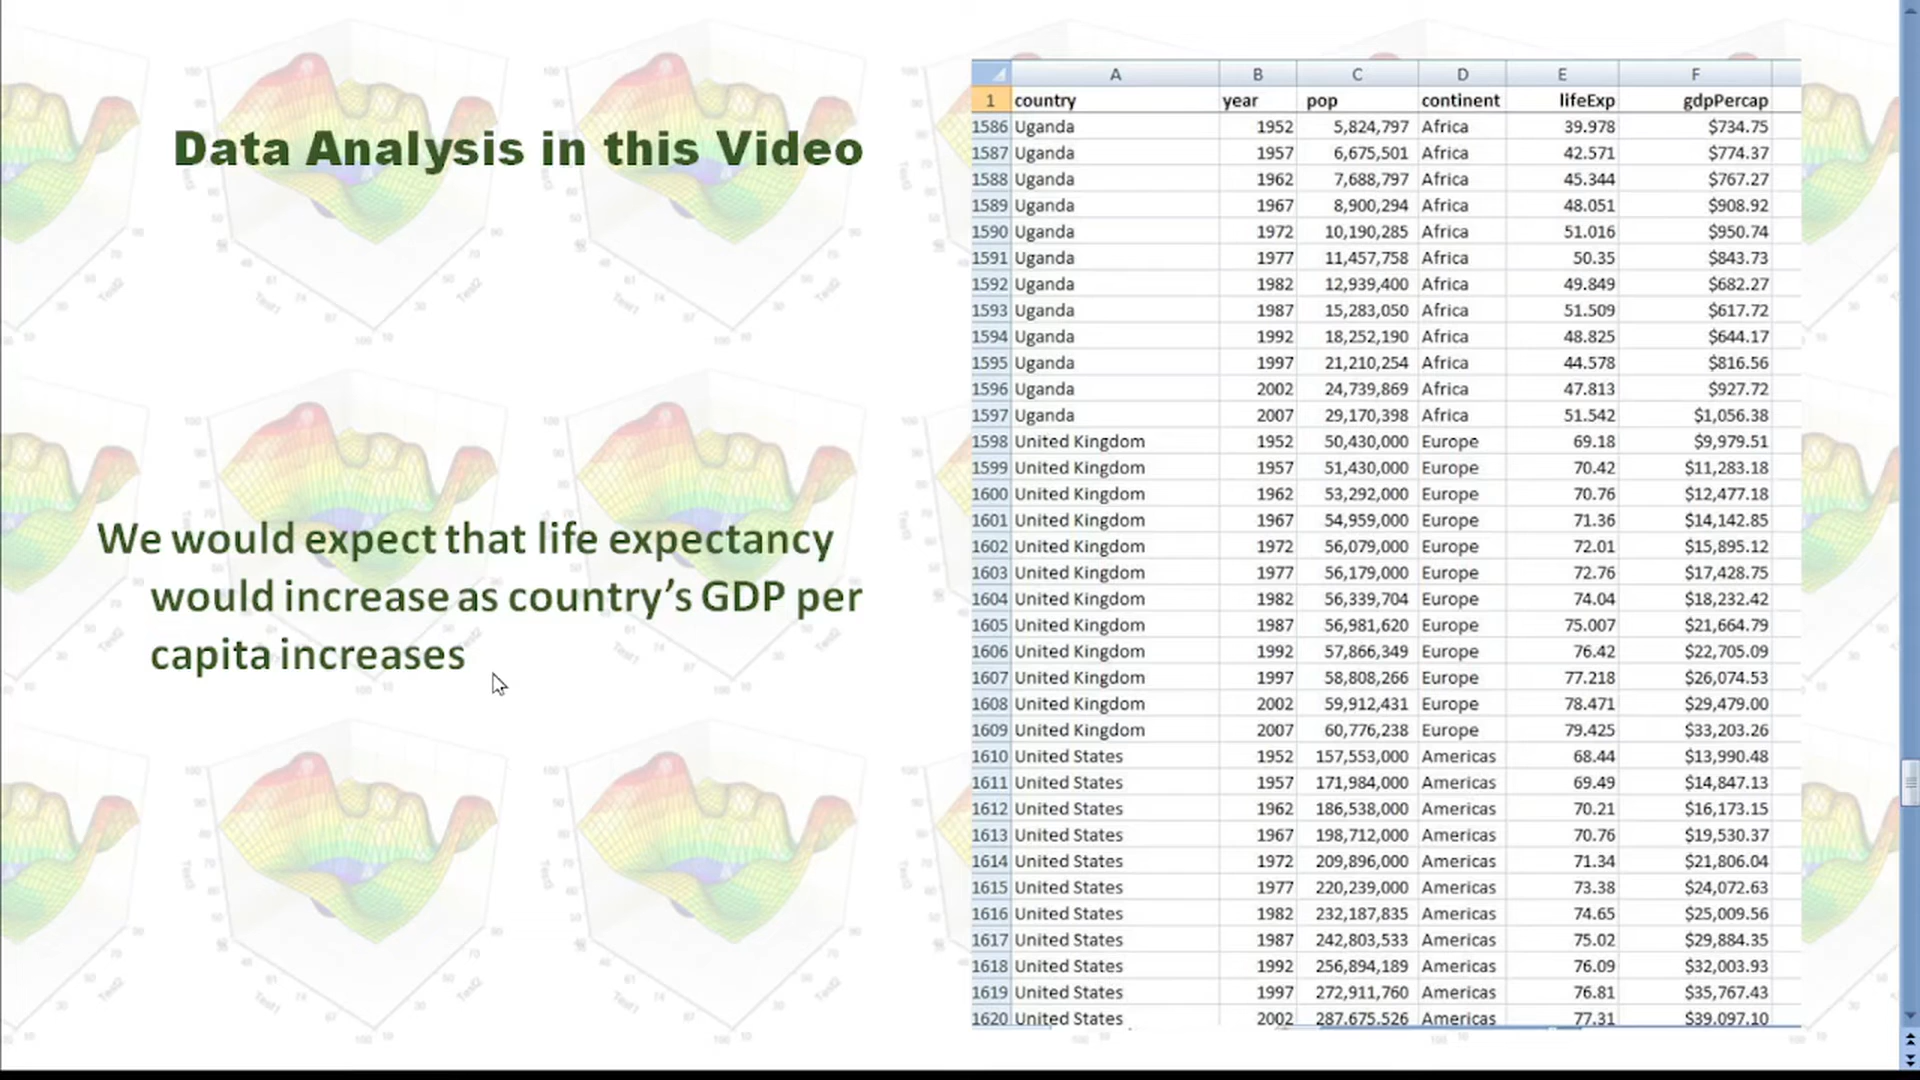 Data Analysis in this Video
We would expect that life expectancy
would increase as country's GDP per
capita increases
A B C D E F
1 country year pop continent lifeExp gdpPercap
1586 Uganda 1952 5,824,797 Africa 39.978 $734.75
1587 Uganda 1957 6,675,501 Africa 42.571 $774.37
1588 Uganda 1962 7,688,797 Africa 45.344 $767.27
1589 Uganda 1967 8,900,294 Africa 48.051 $908.92
1590 Uganda 1972 10,190,285 Africa 51.016 $950.74
1591 Uganda 1977 11,457,758 Africa 50.35 $843.73
1592 Uganda 1982 12,939,400 Africa 49.849 $682.27
1593 Uganda 1987 15,283,050 Africa 51.509 $617.72
1594 Uganda 1992 18,252,190 Africa 48.825 $644.17
1595 Uganda 1997 21,210,254 Africa 44.578 $816.56
1596 Uganda 2002 24,739,869 Africa 47.813 $927.72
1597 Uganda 2007 29,170,398 Africa 51.542 $1,056.38
1598 United Kingdom 1952 50,430,000 Europe 69.18 $9,979.51
1599 United Kingdom 1957 51,430,000 Europe 70.42 $11,283.18
1600 United Kingdom 1962 53,292,000 Europe 70.76 $12,477.18
1601 United Kingdom 1967 54,959,000 Europe 71.36 $14,142.85
1602 United Kingdom 1972 56,079,000 Europe 72.01 $15,895.12
1603 United Kingdom 1977 56,179,000 Europe 72.76 $17,428.75
1604 United Kingdom 1982 56,339,704 Europe 74.04 $18,232.42
1605 United Kingdom 1987 56,981,620 Europe 75.007 $21,664.79
1606 United Kingdom 1992 57,866,349 Europe 76.42 $22,705.09
1607 United Kingdom 1997 58,808,266 Europe 77.218 $26,074.53
1608 United Kingdom 2002 59,912,431 Europe 78.471 $29,479.00
1609 United Kingdom 2007 60,776,238 Europe 79.425 $33,203.26
1610 United States 1952 157,553,000 Americas 68.44 $13,990.48
1611 United States 1957 171,984,000 Americas 69.49 $14,847.13
1612 United States 1962 186,538,000 Americas 70.21 $16,173.15
1613 United States 1967 198,712,000 Americas 70.76 $19,530.37
1614 United States 1972 209,896,000 Americas 71.34 $21,806.04
1615 United States 1977 220,239,000 Americas 73.38 $24,072.63
1616 United States 1982 232,187,835 Americas 74.65 $25,009.56
1617 United States 1987 242,803,533 Americas 75.02 $29,884.35
1618 United States 1992 256,894,189 Americas 76.09 $32,003.93
1619 United States 1997 272,911,760 Americas 76.81 $35,767.43
1620 United States 2002 287,675,526 Americas 77.31 $39,097.10